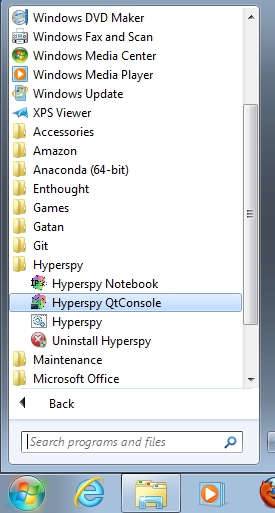 Windows DVD Maker
Windows Fax and Scan
Windows Media Center
Windows Media Player
Windows Update
XPS Viewer
Accessories
Amazon
Anaconda (64-bit)
Enthought
Games
Gatan
Git
Hyperspy
Hyperspy Notebook
Hyperspy QtConsole
Hyperspy
Uninstall Hyperspy
Maintenance
Microsoft Office
Back
Search programs and files